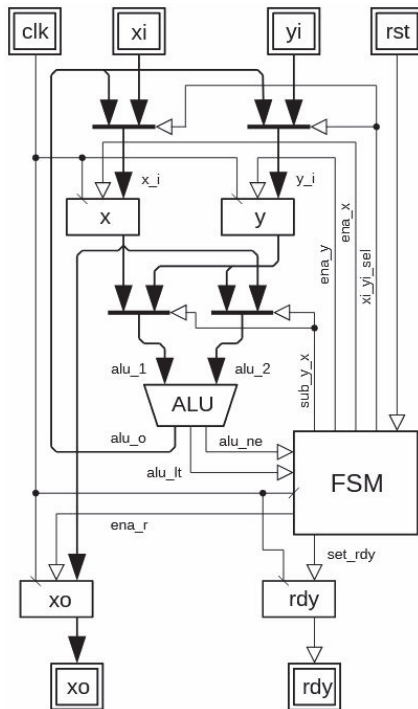 clk
xi
yi
rst
x_i
y_i
x
y
ena_y
ena_x
xi_yi_sel
alu_1
alu_2
sub_y_x
ALU
alu_o
alu_ne
alu_lt
FSM
ena_r
set_rdy
xo
rdy
xo
rdy